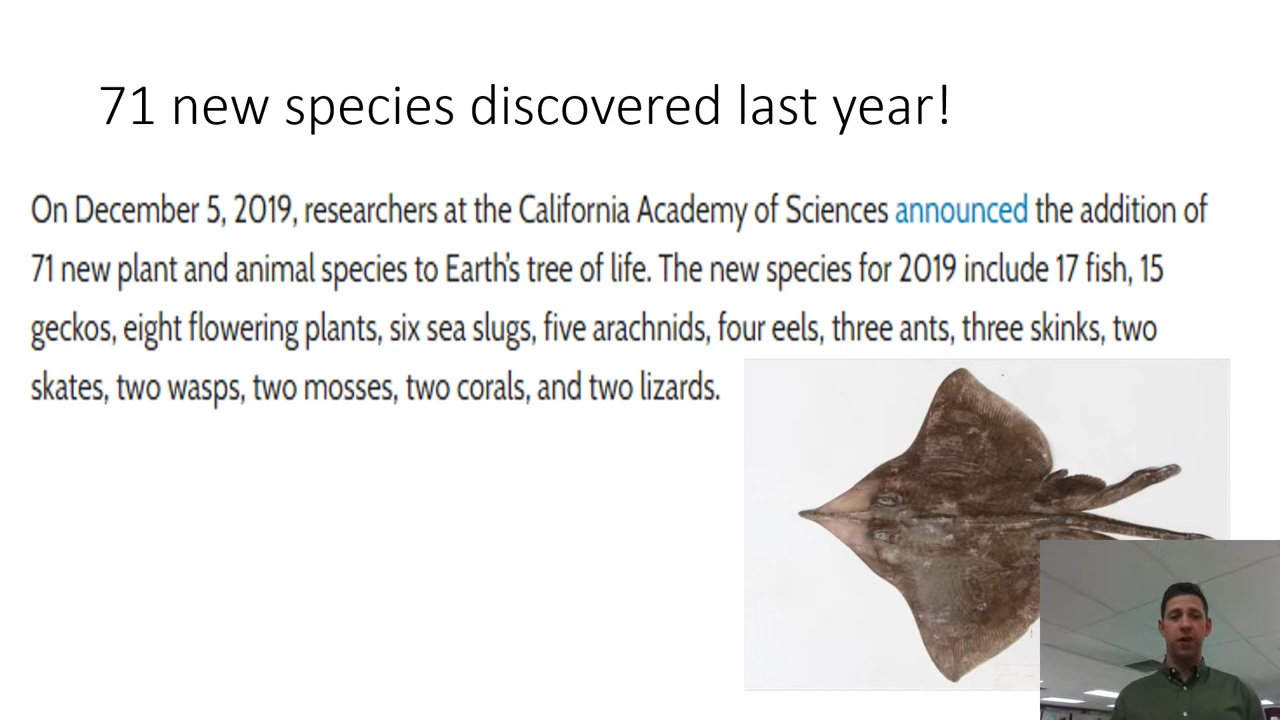 71 new species discovered last year!
On December 5, 2019, researchers at the California Academy of Sciences announced the addition of
71 new plant and animal species to Earth's tree of life. The new species for 2019 include 17 fish, 15
geckos, eight flowering plants, six sea slugs, five arachnids, four eels, three ants, three skinks, two
skates, two wasps, two mosses, two corals, and two lizards.